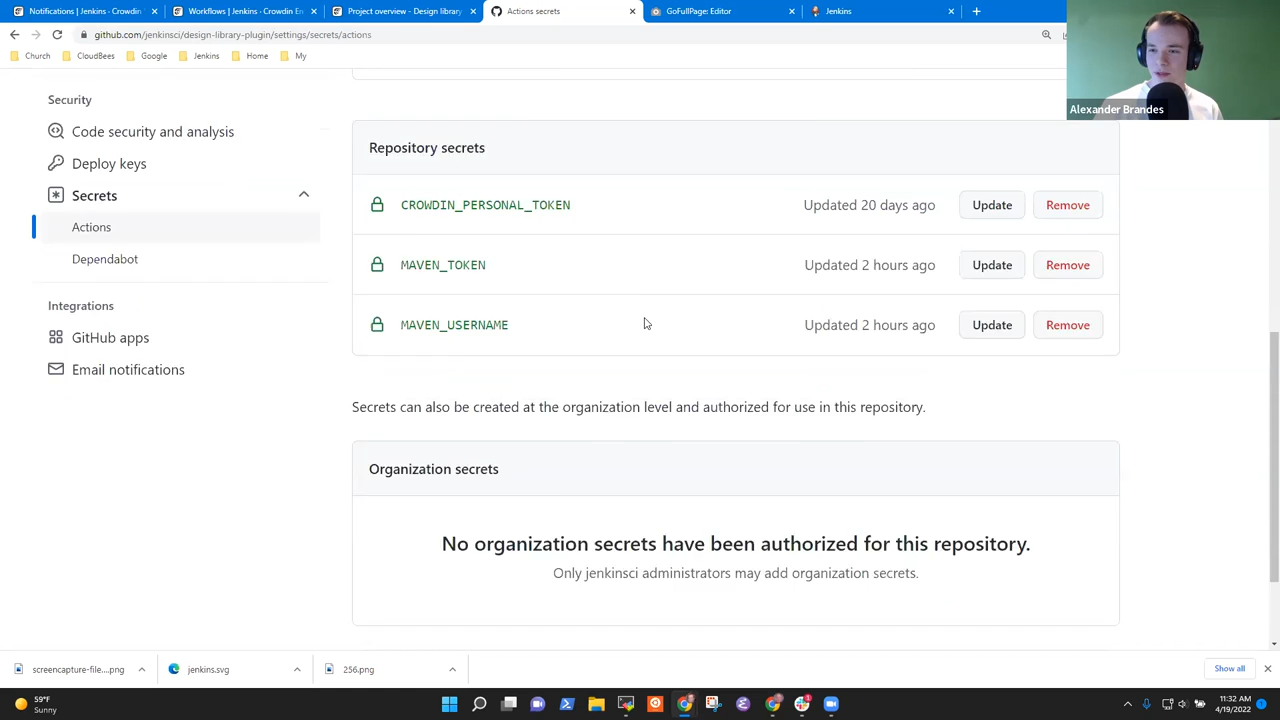 Notifications | Jenkins - Crowdin
Workflows | Jenkins - Crowdin En
Project overview - Design library
Actions secrets
GoFullPage: Editor
Jenkins
github.com/jenkinsci/design-library-plugin/settings/secrets/actions
Church
CloudBees
Google
Jenkins
Home
My
Alexander Brandes
Security
Code security and analysis
Deploy keys
Secrets
Actions
Dependabot
Integrations
GitHub apps
Email notifications
Repository secrets
CROWDIN_PERSONAL_TOKEN Updated 20 days ago Update Remove
MAVEN_TOKEN Updated 2 hours ago Update Remove
MAVEN_USERNAME Updated 2 hours ago Update Remove
Secrets can also be created at the organization level and authorized for use in this repository.
Organization secrets
No organization secrets have been authorized for this repository.
Only jenkinsci administrators may add organization secrets.
screencapture-file....png
jenkins.svg
256.png
Show all
59°F
Sunny
11:32 AM
4/19/2022